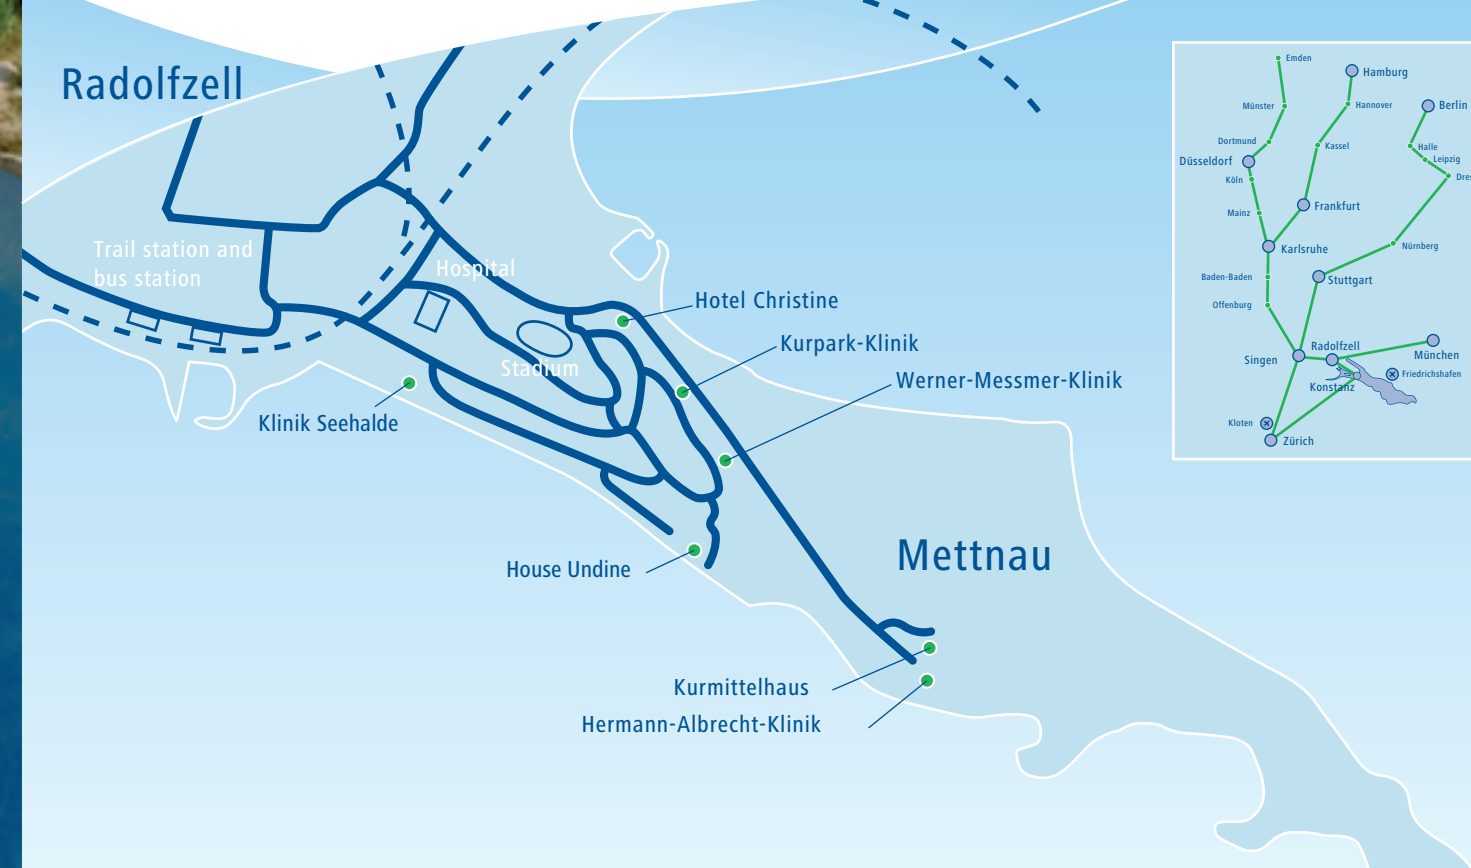 Radolfzell
Trail station and
bus station
Hospital
Stadium
Hotel Christine
Kurpark-Klinik
Werner-Messmer-Klinik
Klinik Seehalde
House Undine
Mettnau
Kurmittelhaus
Hermann-Albrecht-Klinik
Emden
Hamburg
Münster
Hannover
Berlin
Dortmund
Kassel
Halle
Düsseldorf
Leipzig
Köln
Dres
Mainz
Frankfurt
Karlsruhe
Nürnberg
Baden-Baden
Stuttgart
Offenburg
Radolfzell
Singen
München
Friedrichshafen
Konstanz
Kloten
Zürich